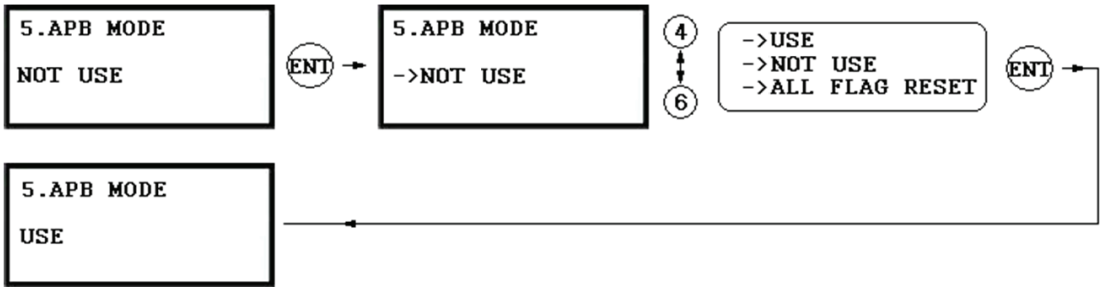 5.APB MODE
NOT USE
ENT
5.APB MODE
->NOT USE
4
6
->USE
->NOT USE
->ALL FLAG RESET
ENT
5.APB MODE
USE